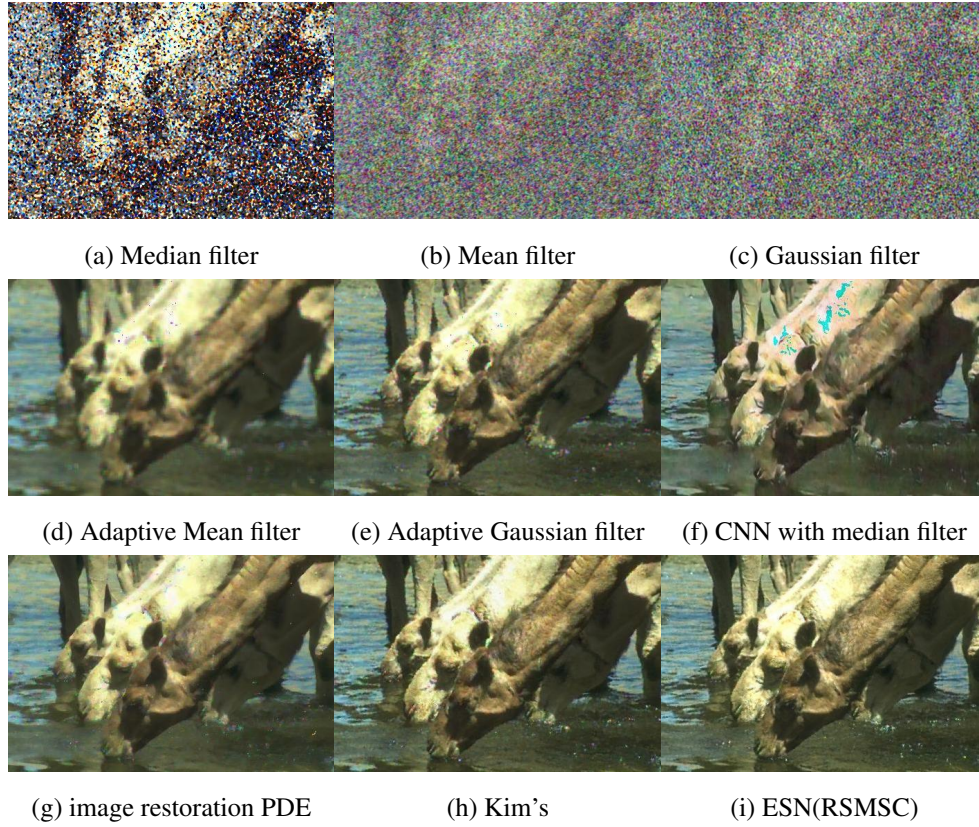 (a) Median filter
(b) Mean filter
(c) Gaussian filter
(d) Adaptive Mean filter
(e) Adaptive Gaussian filter
(f) CNN with median filter
(g) image restoration PDE
(h) Kim's
(i) ESN(RSMSC)